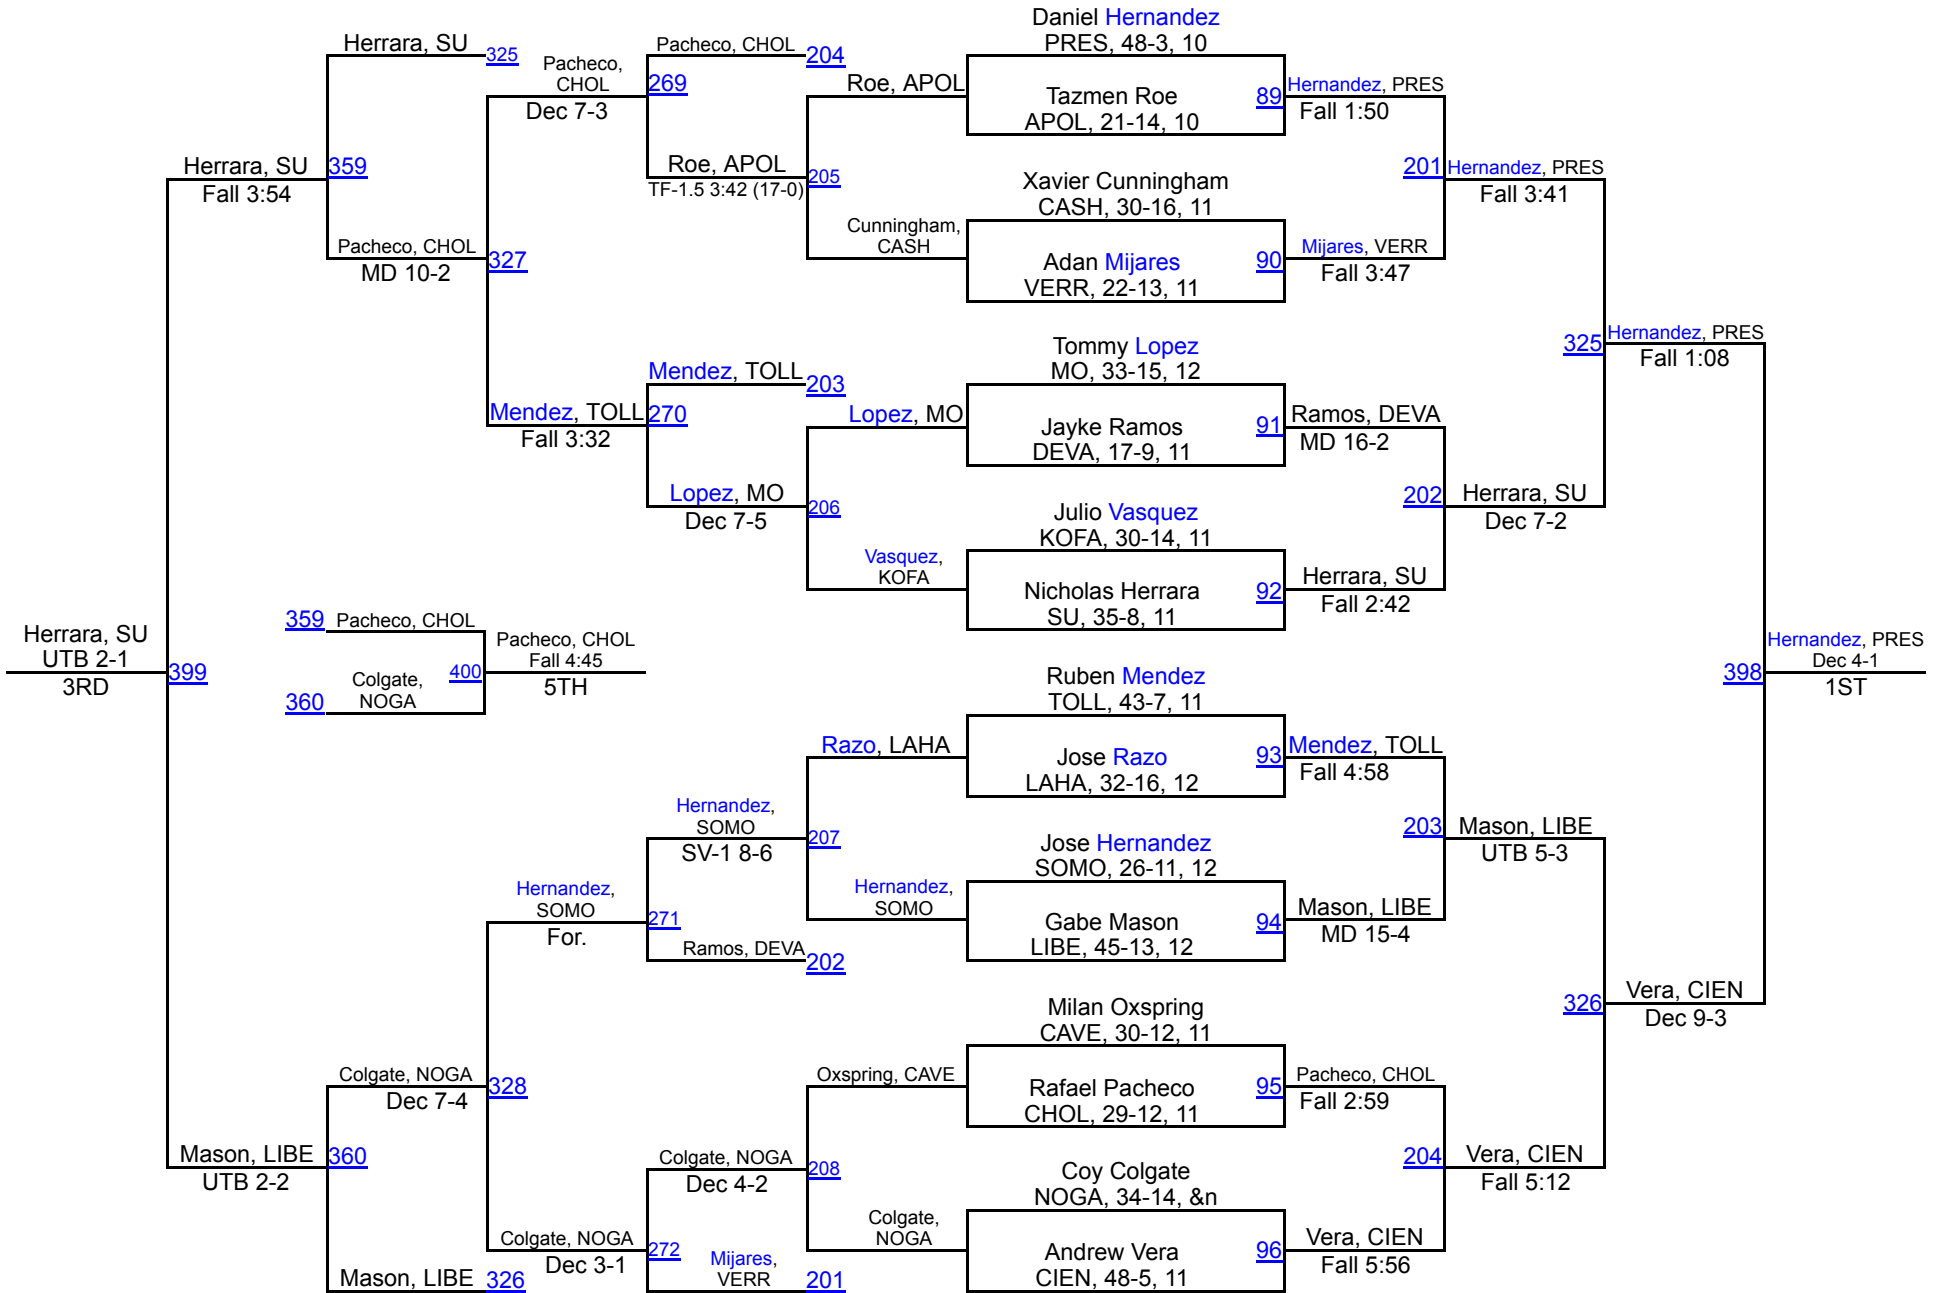 Herrara, SU
325
Pacheco,
CHOL
Dec 7-3
269
Pacheco, CHOL
204
Roe, APOL
TF-1.5 3:42 (17-0)
205
Roe, APOL
Cunningham,
CASH
Herrara, SU
Fall 3:54
359
Pacheco, CHOL
MD 10-2
327
Mendez, TOLL
Fall 3:32
270
Mendez, TOLL
203
Lopez, MO
Dec 7-5
206
Lopez, MO
Vasquez,
KOFA
Herrara, SU
UTB 2-1
3RD
399
359
Pacheco, CHOL
360
Colgate,
NOGA
400
Pacheco, CHOL
Fall 4:45
5TH
Razo, LAHA
Hernandez,
SOMO
SV-1 8-6
207
Hernandez,
SOMO
Hernandez,
SOMO
For.
271
Ramos, DEVA
202
Colgate, NOGA
Dec 7-4
328
Oxspring, CAVE
Mason, LIBE
UTB 2-2
360
Colgate, NOGA
Dec 4-2
208
Colgate,
NOGA
Colgate, NOGA
Dec 3-1
272
Mijares,
VERR
201
Mason, LIBE
326
Daniel Hernandez
PRES, 48-3, 10
Tazmen Roe
APOL, 21-14, 10
89
Hernandez, PRES
Fall 1:50
Xavier Cunningham
CASH, 30-16, 11
Adan Mijares
VERR, 22-13, 11
90
Mijares, VERR
Fall 3:47
201
Hernandez, PRES
Fall 3:41
Tommy Lopez
MO, 33-15, 12
Jayke Ramos
DEVA, 17-9, 11
91
Ramos, DEVA
MD 16-2
Julio Vasquez
KOFA, 30-14, 11
Nicholas Herrara
SU, 35-8, 11
92
Herrara, SU
Fall 2:42
202
Herrara, SU
Dec 7-2
325
Hernandez, PRES
Fall 1:08
Ruben Mendez
TOLL, 43-7, 11
Jose Razo
LAHA, 32-16, 12
93
Mendez, TOLL
Fall 4:58
Jose Hernandez
SOMO, 26-11, 12
Gabe Mason
LIBE, 45-13, 12
94
Mason, LIBE
MD 15-4
203
Mason, LIBE
UTB 5-3
Milan Oxspring
CAVE, 30-12, 11
Rafael Pacheco
CHOL, 29-12, 11
95
Pacheco, CHOL
Fall 2:59
Coy Colgate
NOGA, 34-14, &n
Andrew Vera
CIEN, 48-5, 11
96
Vera, CIEN
Fall 5:56
204
Vera, CIEN
Fall 5:12
326
Vera, CIEN
Dec 9-3
398
Hernandez, PRES
Dec 4-1
1ST